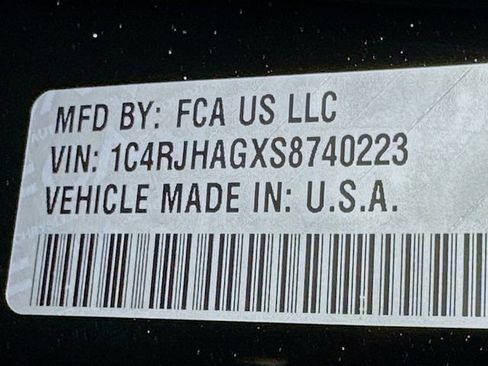 MFD BY: FCA US LLC
VIN: 1C4RJHAGXS8740223
VEHICLE MADE IN: U.S.A.